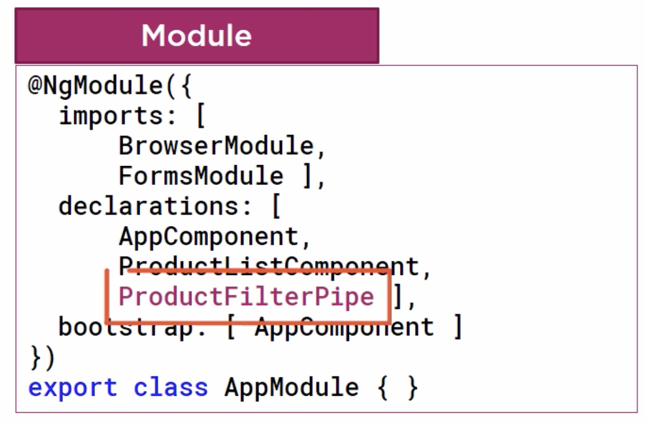 Module
@NgModule({
imports: [
BrowserModule,
FormsModule ],
declarations: [
AppComponent,
ProductListComponent,
ProductFilterPipe ],
bootstrap: [ AppComponent ]
})
export class AppModule { }